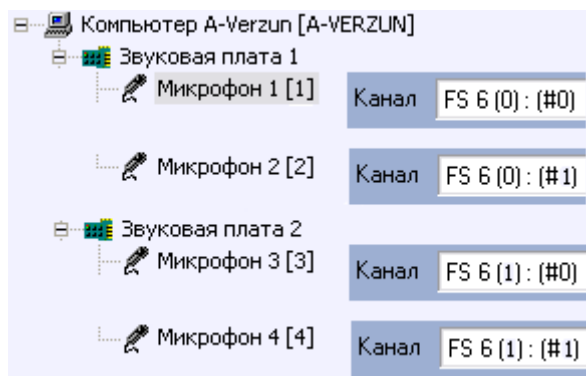 Компьютер A-Verzun [A-VERZUN]
Звуковая плата 1
Микрофон 1 [1] Канал FS 6 (0) : (#0)
Микрофон 2 [2] Канал FS 6 (0) : (#1)
Звуковая плата 2
Микрофон 3 [3] Канал FS 6 (1) : (#0)
Микрофон 4 [4] Канал FS 6 (1) : (#1)